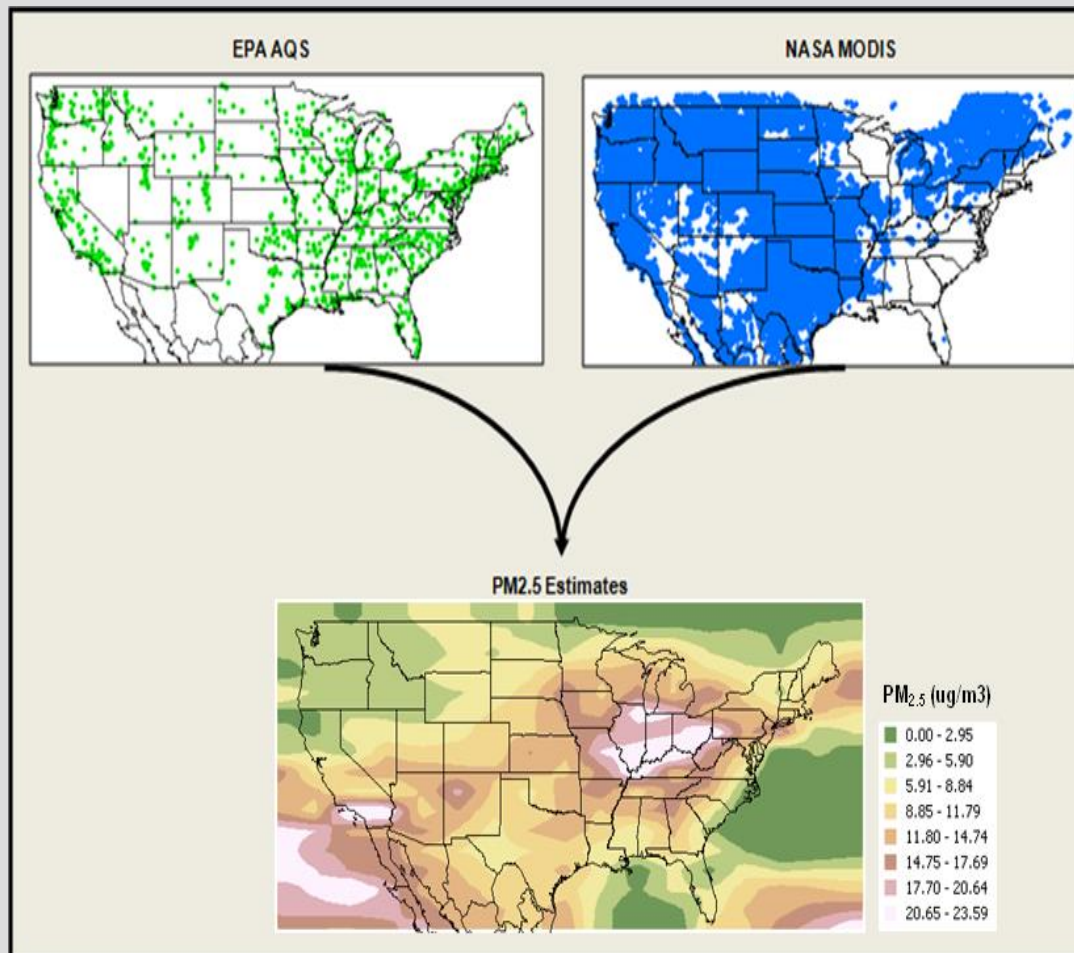 EPA AQS
NASA MODIS
PM2.5 Estimates
PM2.5 (ug/m3)
0.00 - 2.95
2.96 - 5.90
5.91 - 8.84
8.85 - 11.79
11.80 - 14.74
14.75 - 17.69
17.70 - 20.64
20.65 - 23.59